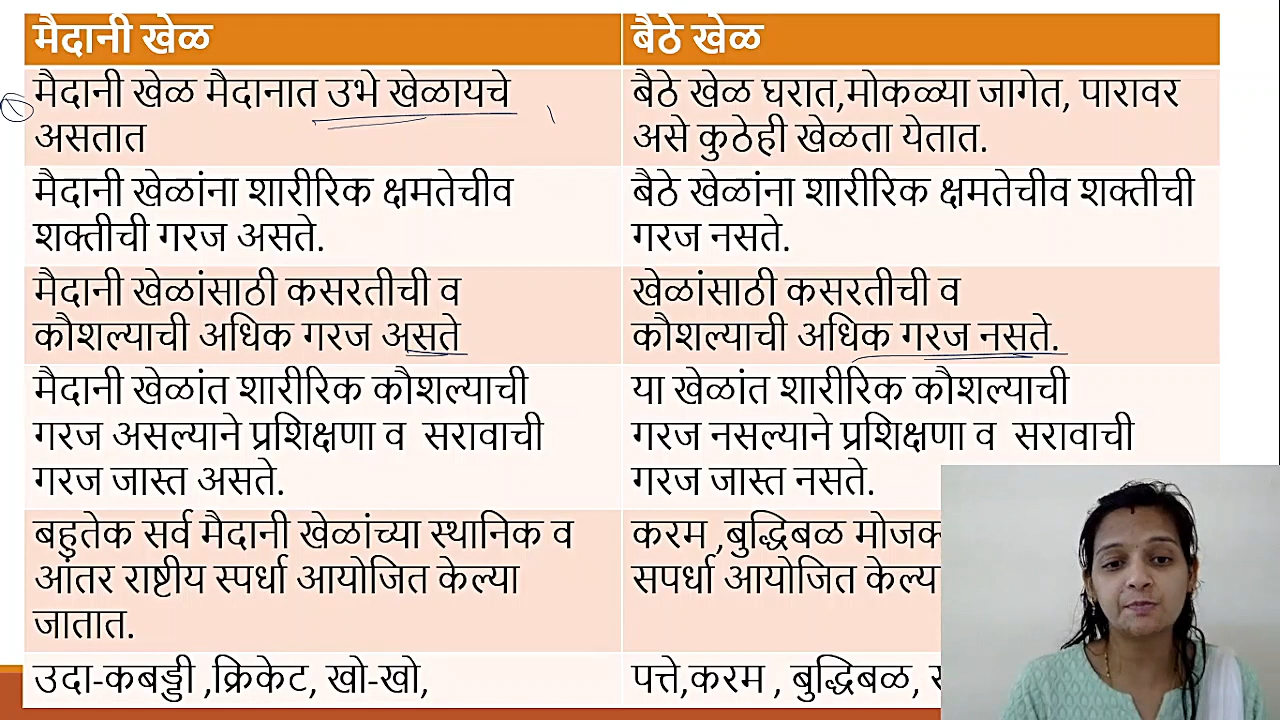 मैदानी खेळ
बैठे खेळ
मैदानी खेळ मैदानात उभे खेळायचे
असतात
बैठे खेळ घरात,मोकळ्या जागेत, पारावर
असे कुठेही खेळता येतात.
मैदानी खेळांना शारीरिक क्षमतेचीव
शक्तीची गरज असते.
बैठे खेळांना शारीरिक क्षमतेचीव शक्तीची
गरज नसते.
मैदानी खेळांसाठी कसरतीची व
कौशल्याची अधिक गरज असते
खेळांसाठी कसरतीची व
कौशल्याची अधिक गरज नसते.
मैदानी खेळांत शारीरिक कौशल्याची
गरज असल्याने प्रशिक्षणा व सरावाची
गरज जास्त असते.
या खेळांत शारीरिक कौशल्याची
गरज नसल्याने प्रशिक्षणा व सरावाची
गरज जास्त नसते.
बहुतेक सर्व मैदानी खेळांच्या स्थानिक व
आंतर राष्टीय स्पर्धा आयोजित केल्या
जातात.
करम ,बुद्धिबळ
सपर्धा आयोजित
उदा-कबड्डी ,क्रिकेट, खो-खो,
पत्ते,करम , बुद्धिबळ,